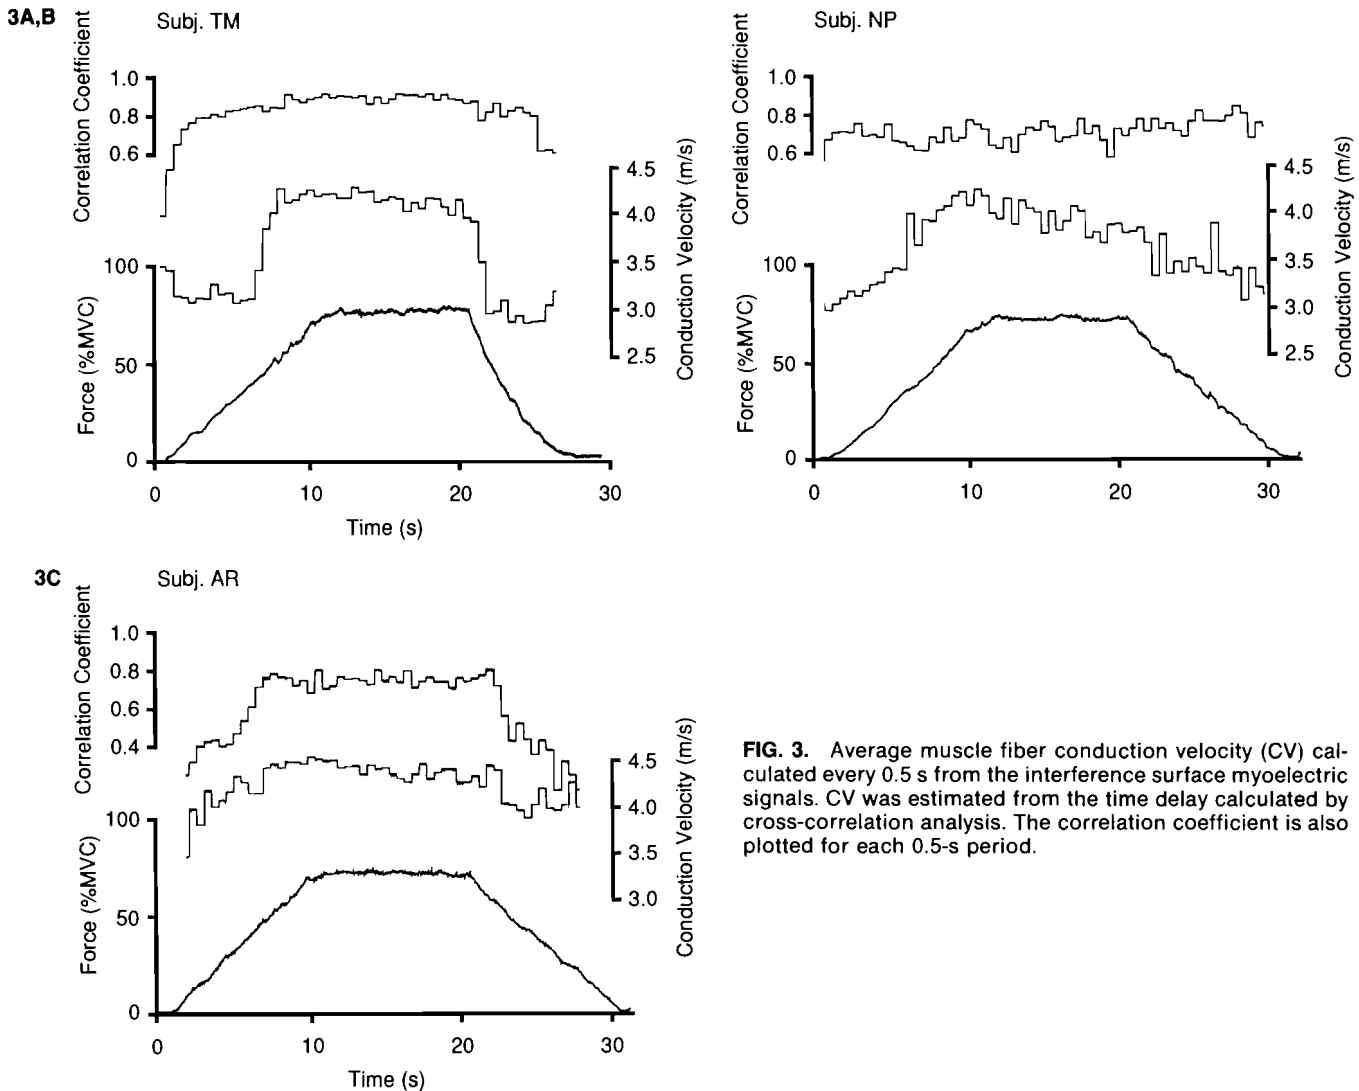 3A,B
Subj. TM
Correlation Coefficient
1.0
0.8
0.6
Conduction Velocity (m/s)
4.5
4.0
3.5
3.0
2.5
Force (%MVC)
100
50
0
0 10 20 30
Time (s)
Subj. NP
Correlation Coefficient
1.0
0.8
0.6
Conduction Velocity (m/s)
4.5
4.0
3.5
3.0
2.5
Force (%MVC)
100
50
0
0 10 20 30
3C
Subj. AR
Correlation Coefficient
1.0
0.8
0.6
0.4
Conduction Velocity (m/s)
4.5
4.0
3.5
3.0
Force (%MVC)
100
50
0
0 10 20 30
Time (s)
FIG. 3. Average muscle fiber conduction velocity (CV) cal-
culated every 0.5 s from the interference surface myoelectric
signals. CV was estimated from the time delay calculated by
cross-correlation analysis. The correlation coefficient is also
plotted for each 0.5-s period.